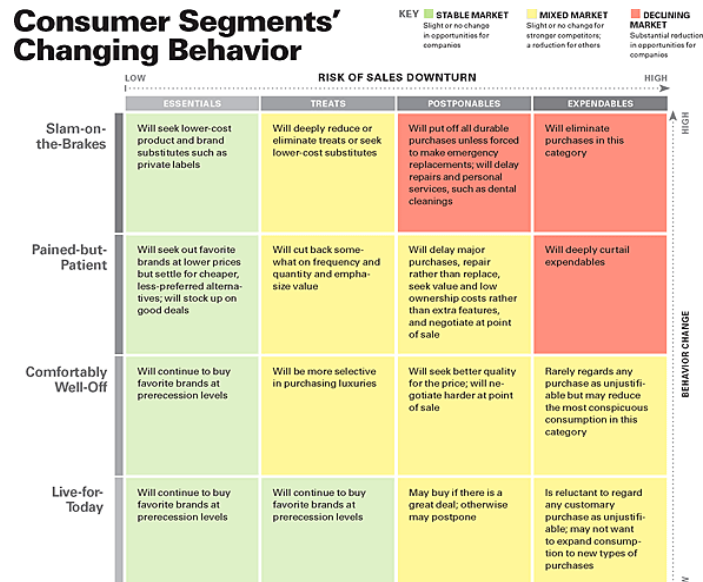 Consumer Segments'
Changing Behavior
KEY
STABLE MARKET
Slight or no change
in opportunities for
companies
MIXED MARKET
Slight or no change for
stronger competitors;
a reduction for others
DECLINING
MARKET
Substantial reduction
in opportunities for
companies
RISK OF SALES DOWNTURN
LOW
HIGH
ESSENTIALS
TREATS
POSTPONABLES
EXPENDABLES
HIGH
Slam-on-
the-Brakes
Will seek lower-cost
product and brand
substitutes such as
private labels
Will deeply reduce or
eliminate treats or seek
lower-cost substitutes
Will put off all durable
purchases unless forced
to make emergency
replacements; will delay
repairs and personal
services, such as dental
cleanings
Will eliminate
purchases in this
category
Pained-but-
Patient
Will seek out favorite
brands at lower prices
but settle for cheaper,
less-preferred alterna-
tives; will stock up on
good deals
Will cut back some-
what on frequency and
quantity and empha-
size value
Will delay major
purchases, repair
rather than replace,
seek value and low
ownership costs rather
than extra features,
and negotiate at point
of sale
Will deeply curtail
expendables
BEHAVIOR CHANGE
Comfortably
Well-Off
Will continue to buy
favorite brands at
prerecession levels
Will be more selective
in purchasing luxuries
Will seek better quality
for the price; will ne-
gotiate harder at point
of sale
Rarely regards any
purchase as unjustifi-
able but may reduce
the most conspicuous
consumption in this
category
Live-for-
Today
Will continue to buy
favorite brands at
prerecession levels
Will continue to buy
favorite brands at
prerecession levels
May buy if there is a
great deal; otherwise
may postpone
Is reluctant to regard
any customary
purchase as unjustifi-
able; may not want
to expand consump-
tion to new types of
purchases